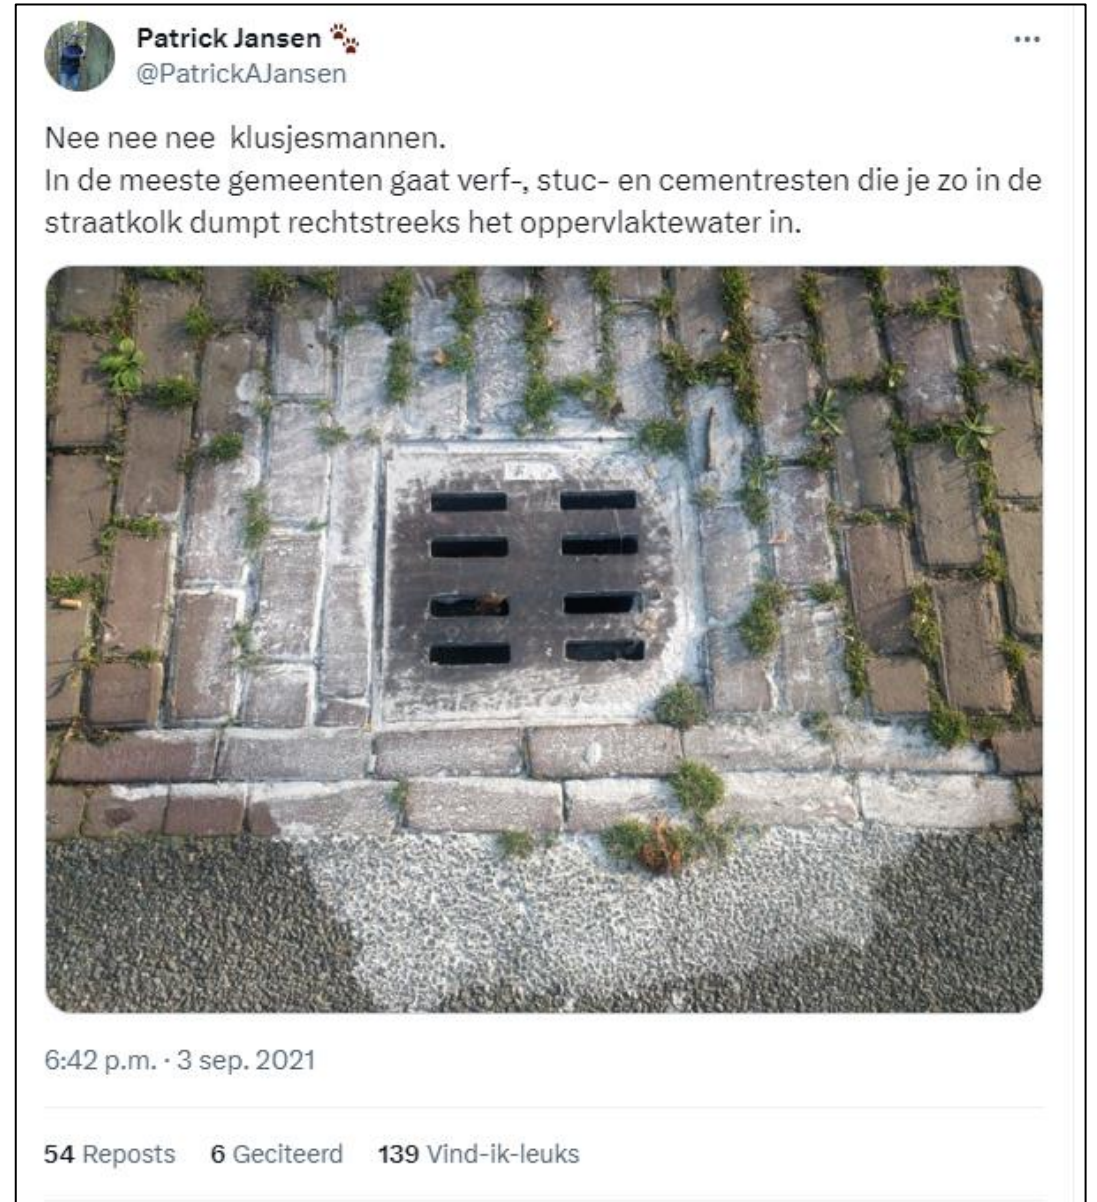 Patrick Jansen 🐾
@PatrickAJansen
Nee nee nee  klusjesmannen.
In de meeste gemeenten gaat verf-, stuc- en cementresten die je zo in de
straatkolk dumpt rechtstreeks het oppervlaktewater in.
6:42 p.m. · 3 sep. 2021
54 Reposts 6 Geciteerd 139 Vind-ik-leuks